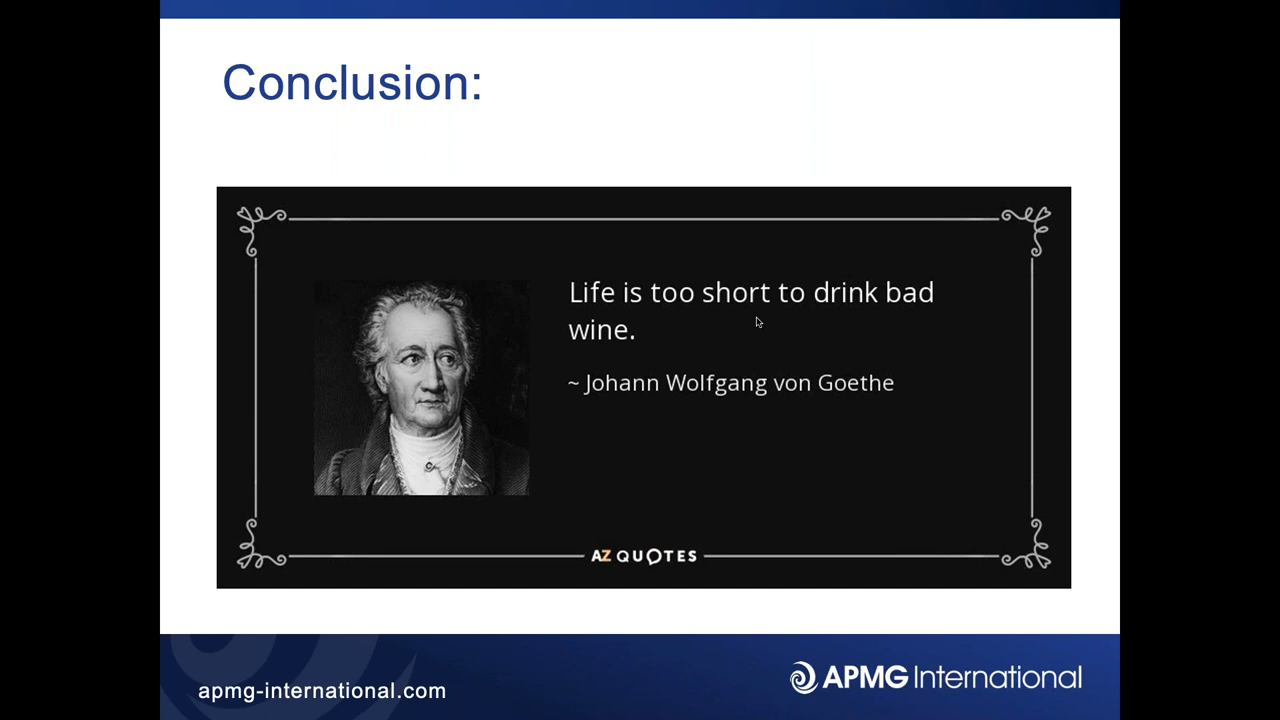 Conclusion:
Life is too short to drink bad
wine.
~ Johann Wolfgang von Goethe
AZ QUOTES
apmg-international.com
APMG International